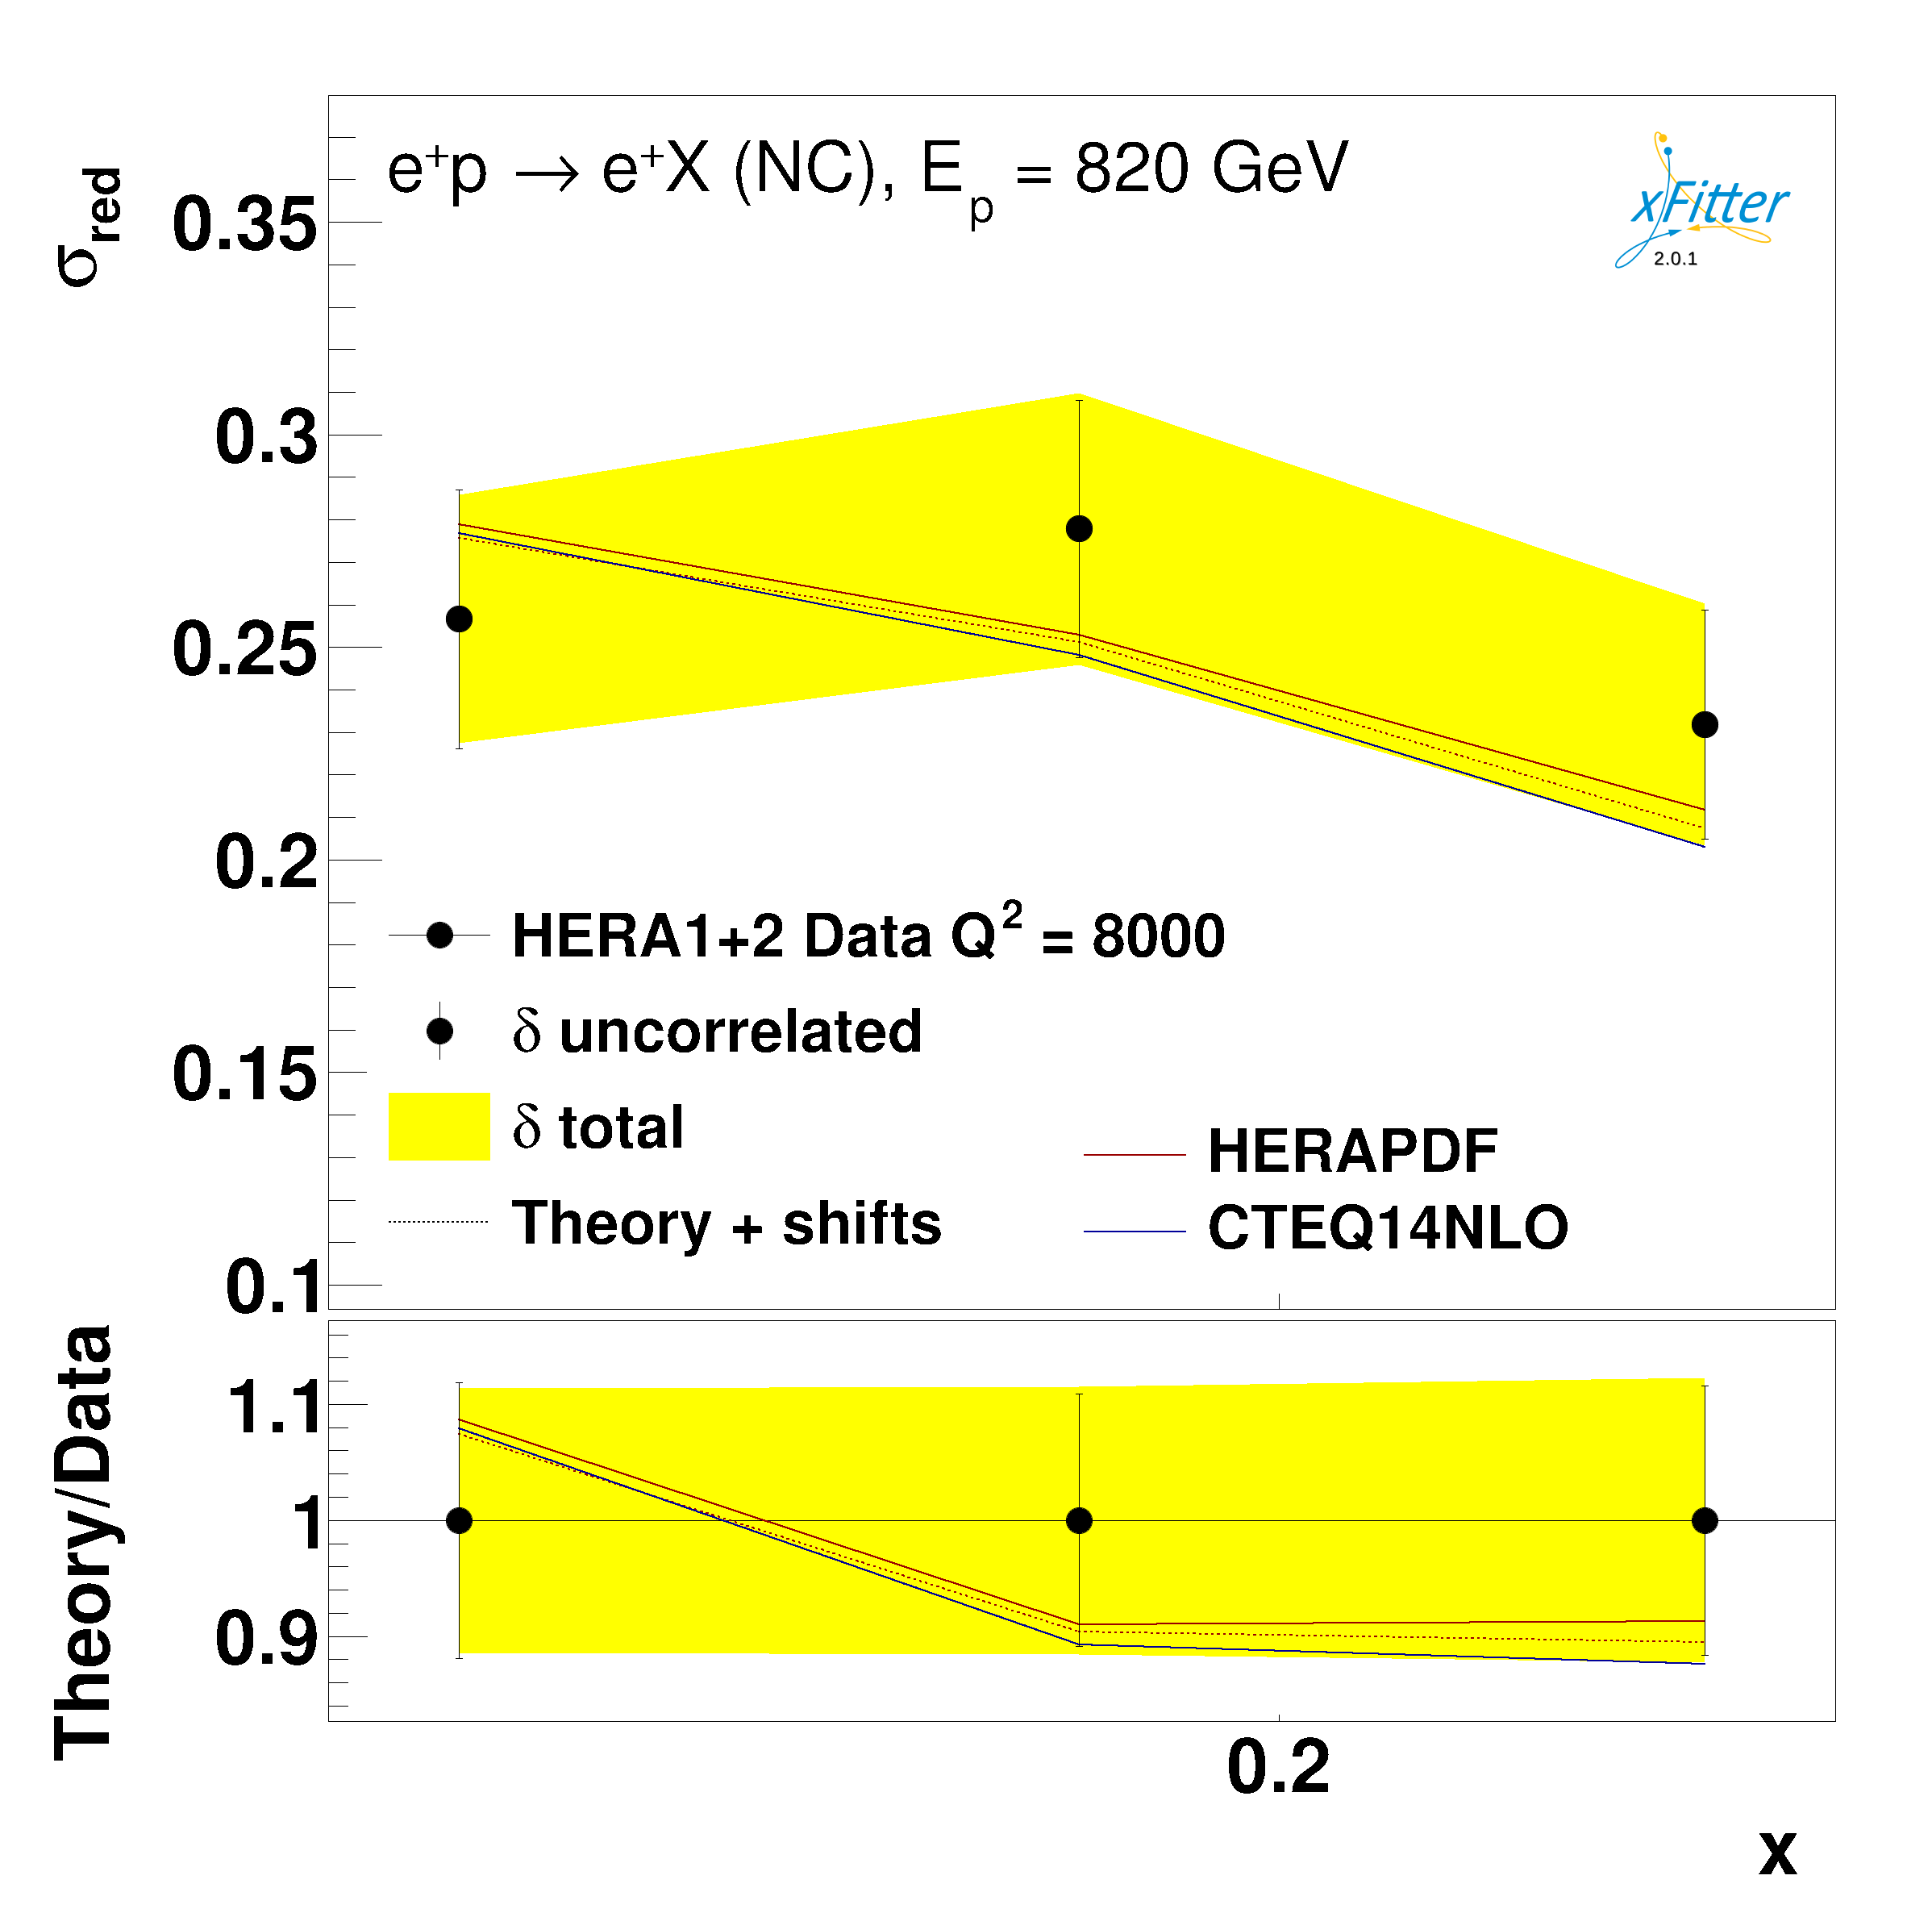 e⁺p → e⁺X (NC), E_p = 820 GeV
xFitter
2.0.1
σ_red
0.35
0.3
0.25
0.2
0.15
0.1
HERA1+2 Data Q² = 8000
δ uncorrelated
δ total
Theory + shifts
HERAPDF
CTEQ14NLO
Theory/Data
1.1
1
0.9
0.2
x